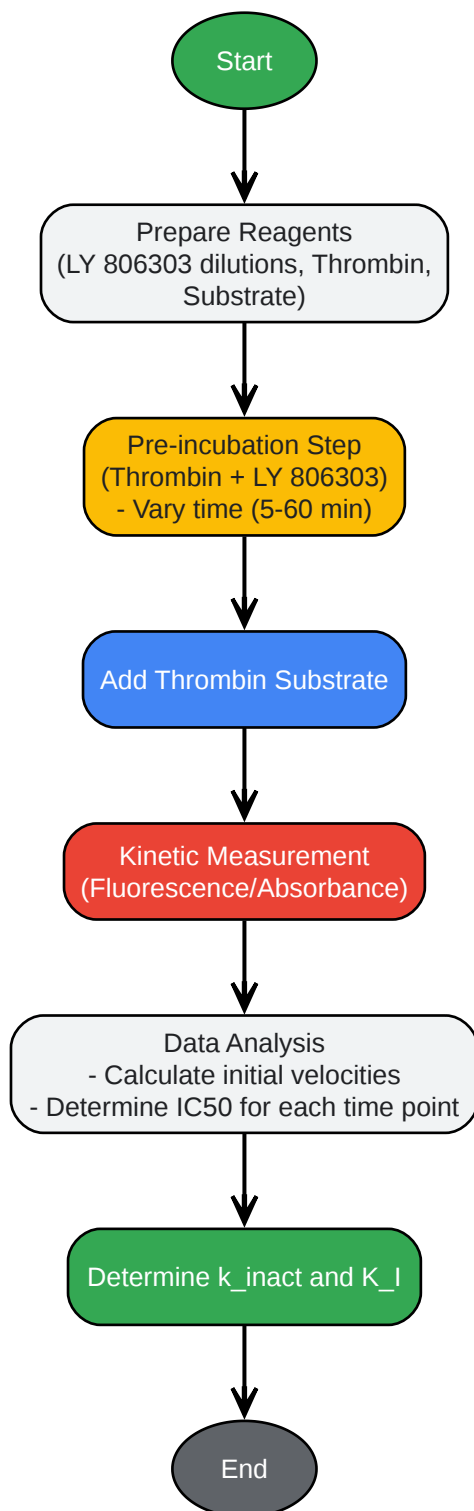 Start
Prepare Reagents
(LY 806303 dilutions, Thrombin,
Substrate)
Pre-incubation Step
(Thrombin + LY 806303)
- Vary time (5-60 min)
Add Thrombin Substrate
Kinetic Measurement
(Fluorescence/Absorbance)
Data Analysis
- Calculate initial velocities
- Determine IC50 for each time point
Determine k_inact and K_I
End